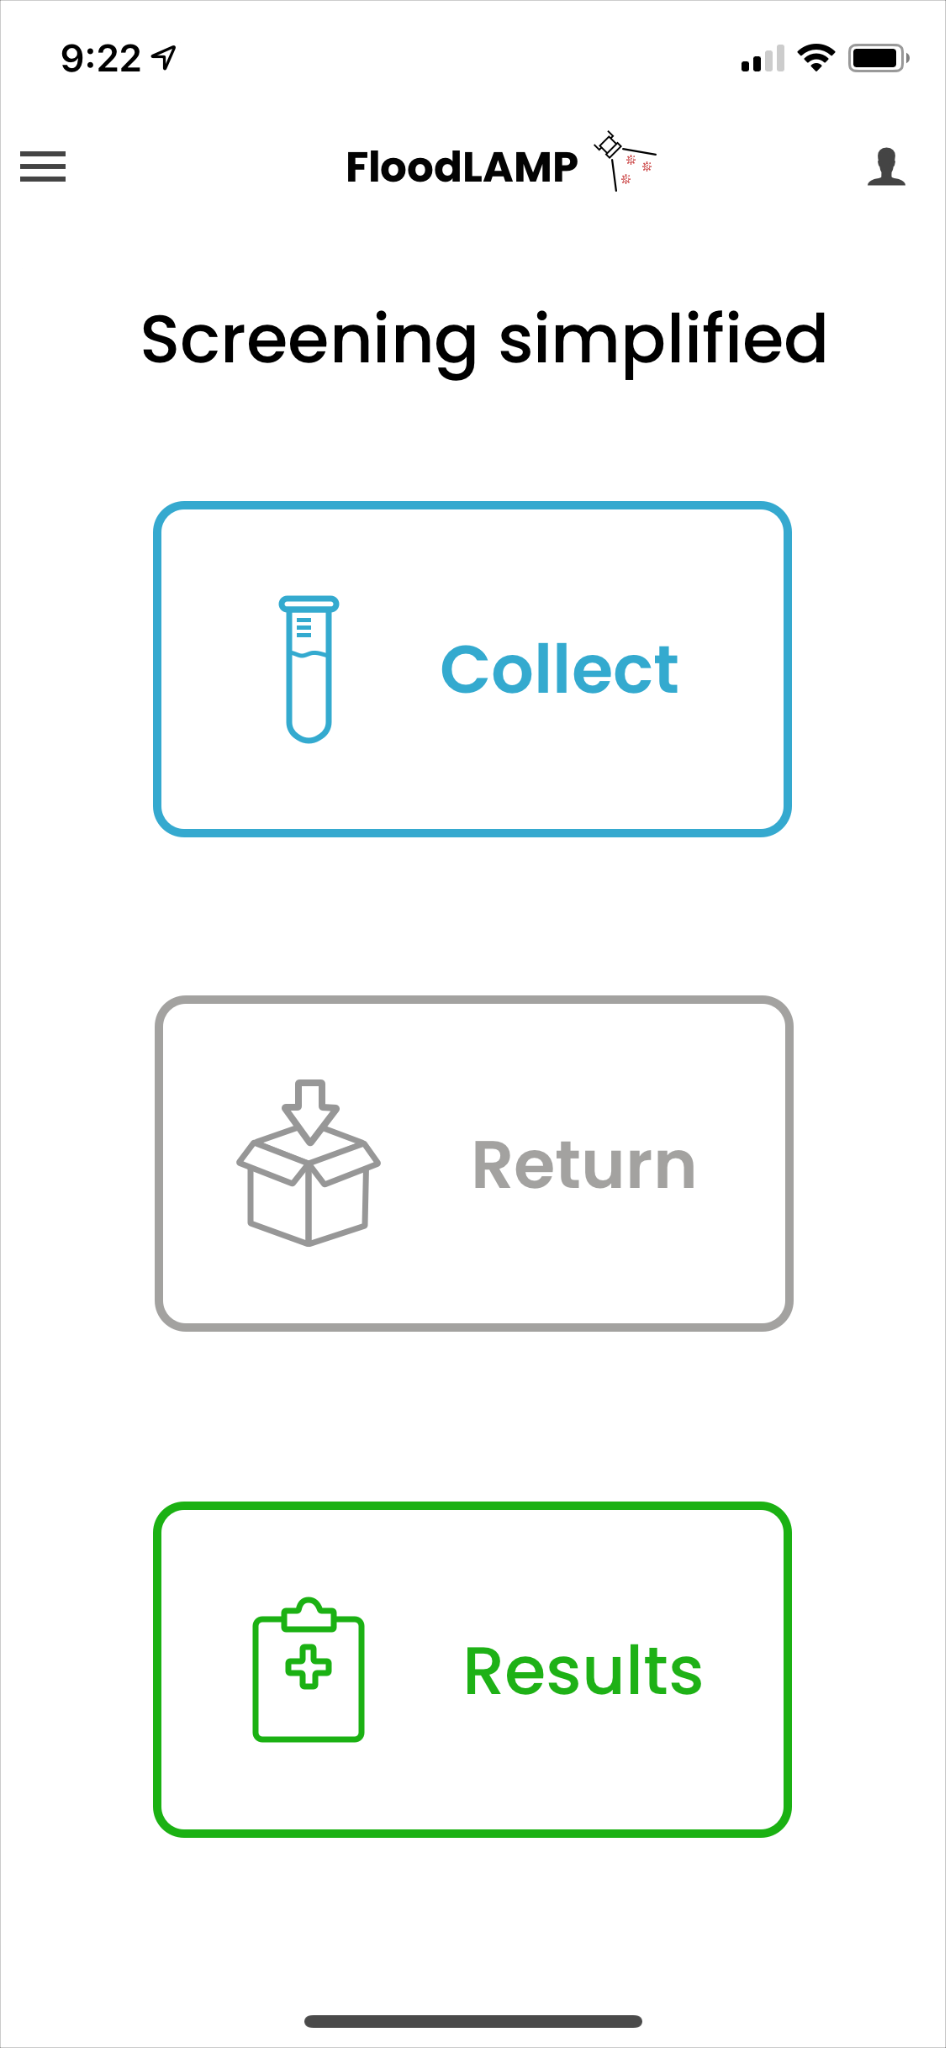 9:22
FloodLAMP
Screening simplified
Collect
Return
Results